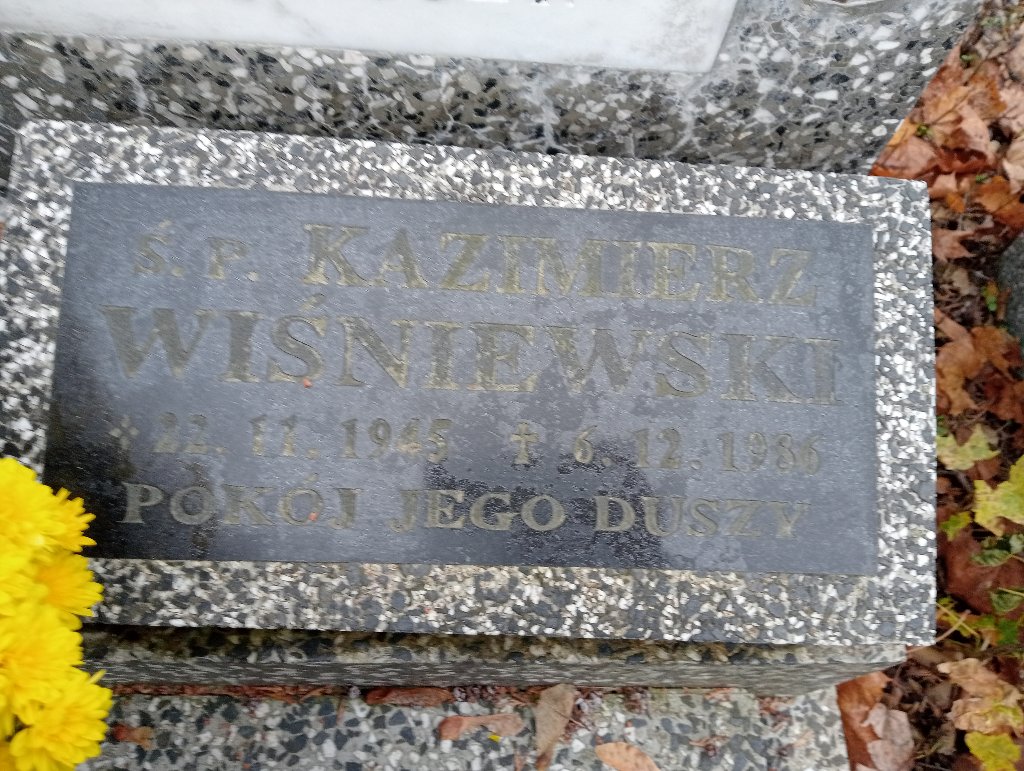 Ś. P. KAZIMIERZ
WIŚNIEWSKI
* 22. 11. 1945 ✝ 6. 12. 1986
POKÓJ JEGO DUSZY